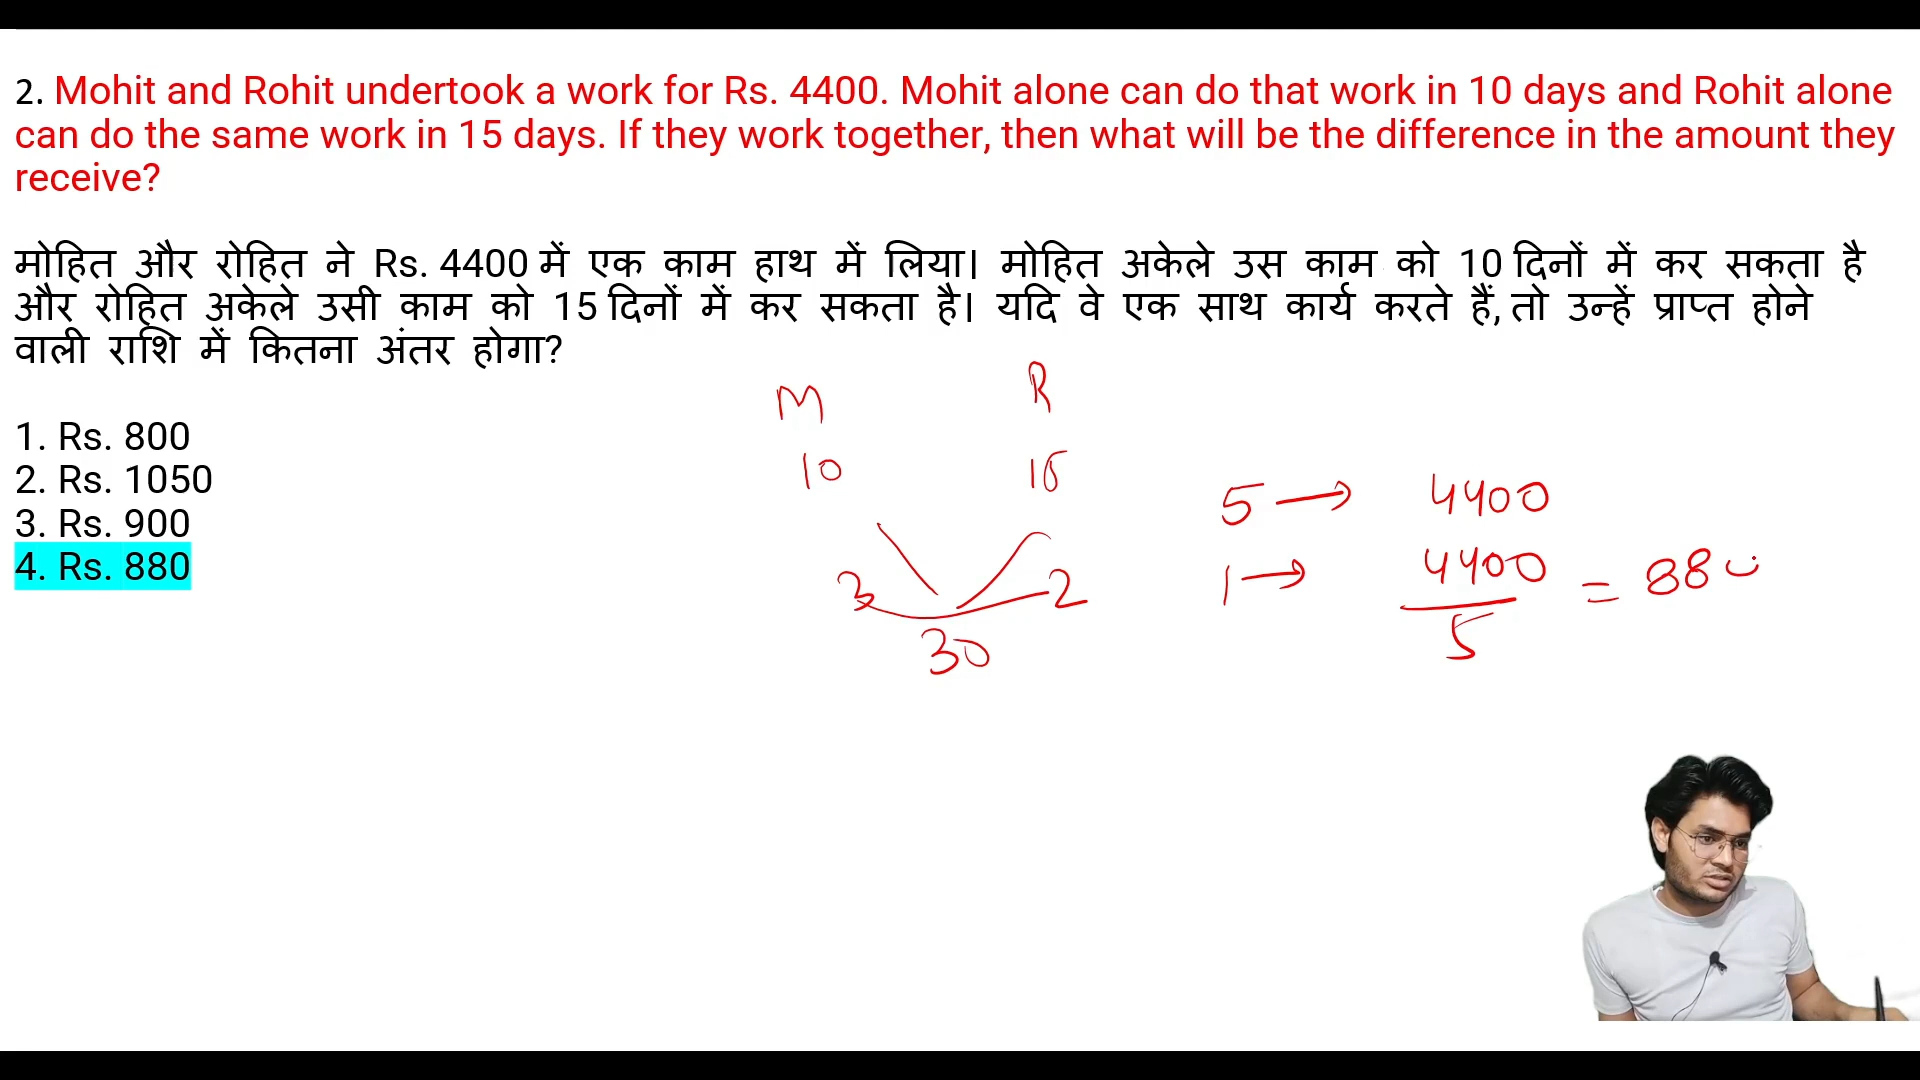 2. Mohit and Rohit undertook a work for Rs. 4400. Mohit alone can do that work in 10 days and Rohit alone
can do the same work in 15 days. If they work together, then what will be the difference in the amount they
receive?
मोहित और रोहित ने Rs. 4400 में एक काम हाथ में लिया। मोहित अकेले उस काम को 10 दिनों में कर सकता है
और रोहित अकेले उसी काम को 15 दिनों में कर सकता है। यदि वे एक साथ कार्य करते हैं, तो उन्हें प्राप्त होने
वाली राशि में कितना अंतर होगा?
1. Rs. 800
2. Rs. 1050
3. Rs. 900
4. Rs. 880
M R
10 15
3 2
30
5 → 4400
1 → 4400 = 880
5